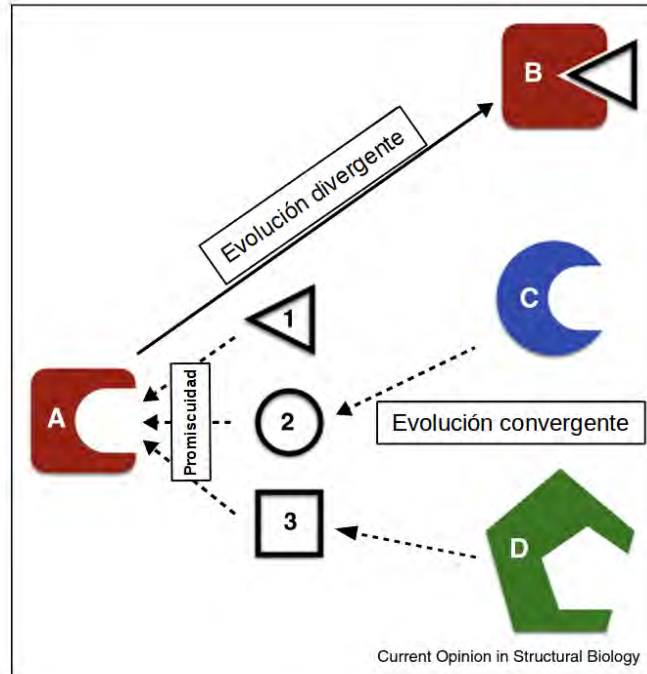 B
Evolución divergente
C
1
A
Promiscuidad
2
Evolución convergente
3
D
Current Opinion in Structural Biology